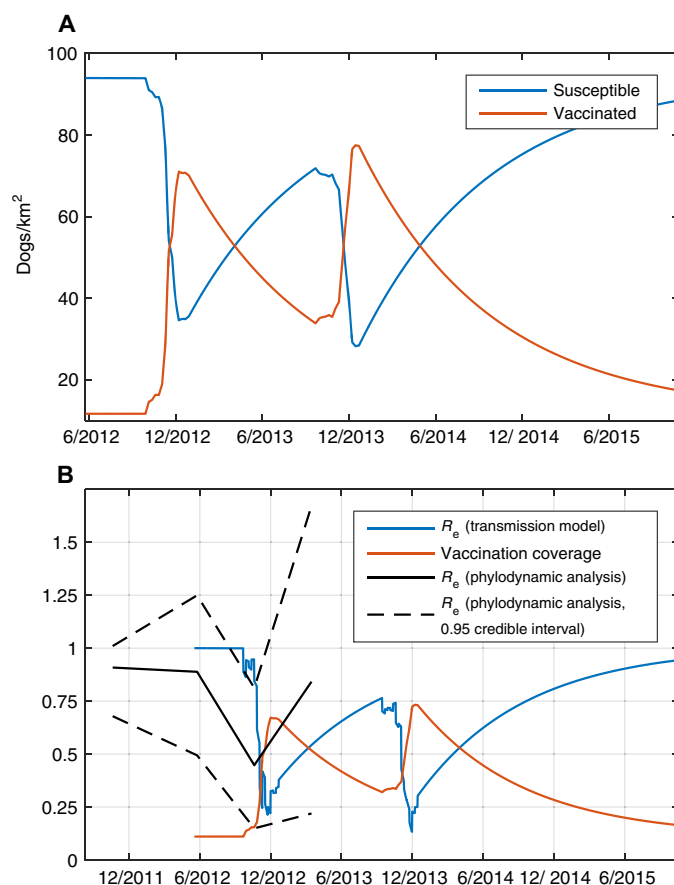 A
100
80
60
40
20
Dogs/km²
Susceptible
Vaccinated
6/2012 12/2012 6/2013 12/2013 6/2014 12/ 2014 6/2015
B
1.5
1.25
1
0.75
0.5
0.25
0
Re (transmission model)
Vaccination coverage
Re (phylodynamic analysis)
Re (phylodynamic analysis,
0.95 credible interval)
12/2011 6/2012 12/2012 6/2013 12/2013 6/2014 12/ 2014 6/2015